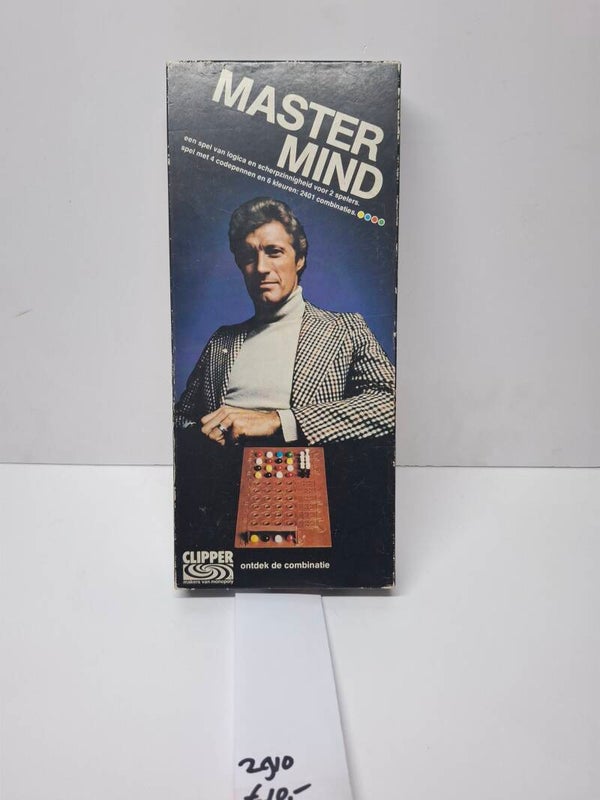 MASTER
MIND
een spel van logica en scherpzinnigheid voor 2 spelers.
spel met 4 codepennen en 6 kleuren: 2401 combinaties.
CLIPPER
makers van monopoly
ontdek de combinatie
2910
£10,-